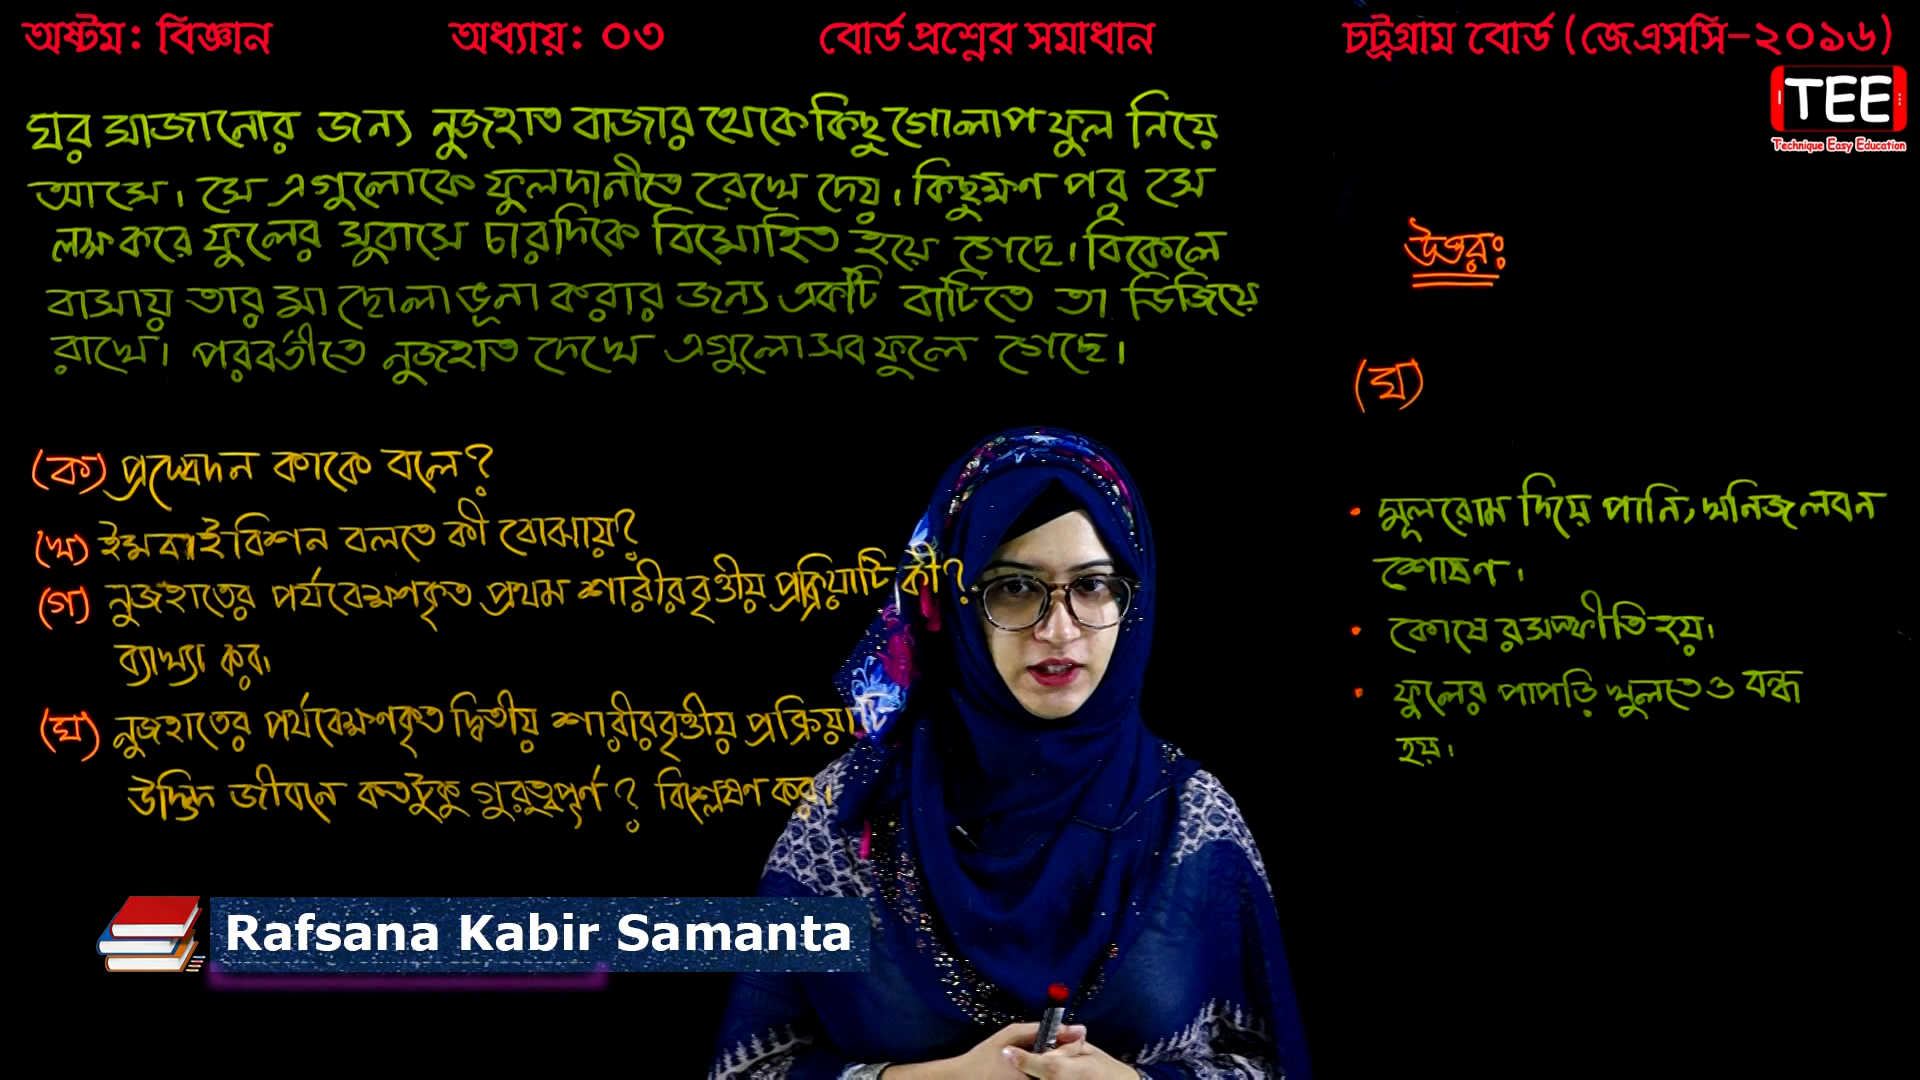 অষ্টম: বিজ্ঞান
অধ্যায়: ০৩
বোর্ড প্রশ্নের সমাধান
চট্রগ্রাম বোর্ড (জেএসসি-২০১৬)
TEE
Technique Easy Education
ঘর সাজানোর জন্য নুজহাত বাজার থেকে কিছু গোলাপ ফুল নিয়ে
আসে। সে এগুলোকে ফুলদানীতে রেখে দেয়। কিছুক্ষণ পর সে
লক্ষ করে ফুলের সুবাসে চারদিকে বিমোহিত হয়ে গেছে। বিকেলে
বাসায় তার মা ছোলা ভূনা করার জন্য একটি বাটিতে তা ভিজিয়ে
রাখে। পরবর্তীতে নুজহাত দেখে এগুলো সব ফুলে গেছে।
(ক) প্রস্বেদন কাকে বলে?
(খ) ইমবাইবিশন বলতে কী বোঝায়?
(গ) নুজহাতের পর্যবেক্ষণকৃত প্রথম শারীরবৃত্তীয় প্রক্রিয়াটি কী?
ব্যাখ্যা কর।
(ঘ) নুজহাতের পর্যবেক্ষণকৃত দ্বিতীয় শারীরবৃত্তীয় প্রক্রিয়াটি
উদ্ভিদ জীবনে কতটুকু গুরুত্বপূর্ণ? বিশ্লেষণ কর।
উত্তরঃ
(ঘ)
• মূলরোম দিয়ে পানি, খনিজ লবন
শোষণ।
• কোষে রসস্ফীতি হয়।
• ফুলের পাপড়ি খুলতে ও বন্ধ
হয়।
Rafsana Kabir Samanta